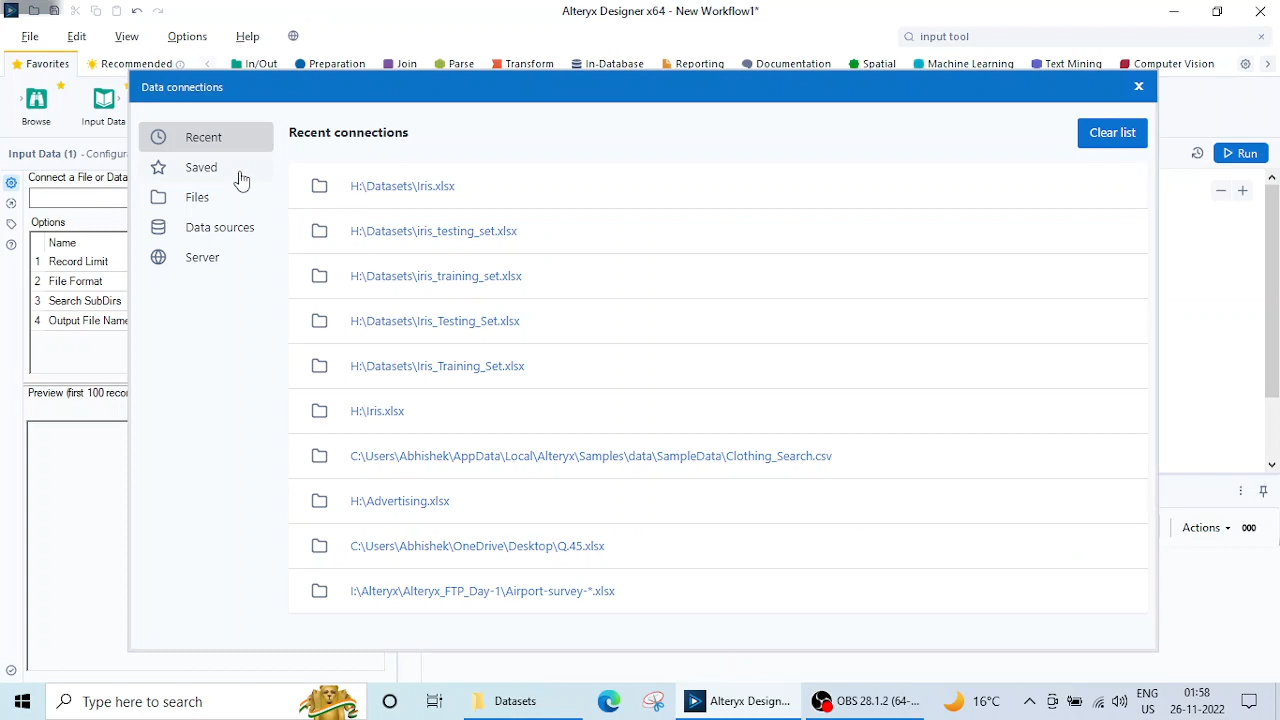 Alteryx Designer x64 - New Workflow1*
File Edit View Options Help
input tool
Favorites Recommended In/Out Preparation Join Parse Transform In-Database Reporting Documentation Spatial Machine Learning Text Mining Computer Vision
Browse Input Data
Data connections
Input Data (1) - Configura
Run
Connect a File or Data
Options
Name
1 Record Limit
2 File Format
3 Search SubDirs
4 Output File Name
Preview (first 100 recor
Recent
Saved
Files
Data sources
Server
Recent connections
Clear list
H:\Datasets\Iris.xlsx
H:\Datasets\iris_testing_set.xlsx
H:\Datasets\iris_training_set.xlsx
H:\Datasets\Iris_Testing_Set.xlsx
H:\Datasets\Iris_Training_Set.xlsx
H:\Iris.xlsx
C:\Users\Abhishek\AppData\Local\Alteryx\Samples\data\SampleData\Clothing_Search.csv
H:\Advertising.xlsx
C:\Users\Abhishek\OneDrive\Desktop\Q.45.xlsx
I:\Alteryx\Alteryx_FTP_Day-1\Airport-survey-*.xlsx
Actions
Type here to search
Datasets
Alteryx Design...
OBS 28.1.2 (64-...
16°C
ENG
US
01:58
26-11-2022